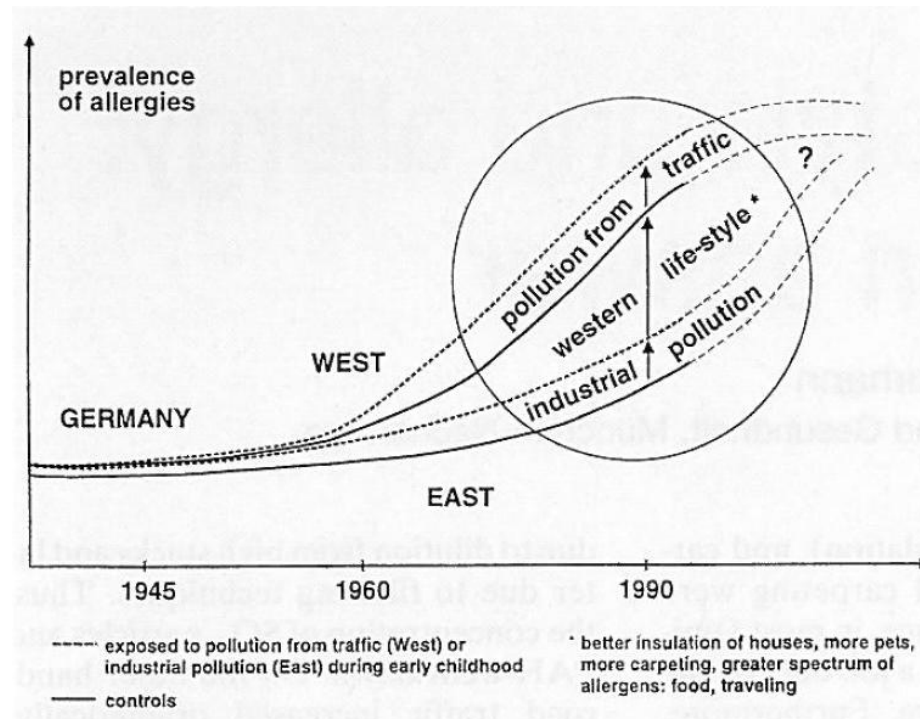 prevalence
of allergies
traffic
?
pollution from
life-style*
western
WEST
industrial pollution
GERMANY
EAST
1945
1960
1990
---- exposed to pollution from traffic (West) or
industrial pollution (East) during early childhood
controls
* better insulation of houses, more pets,
more carpeting, greater spectrum of
allergens: food, traveling